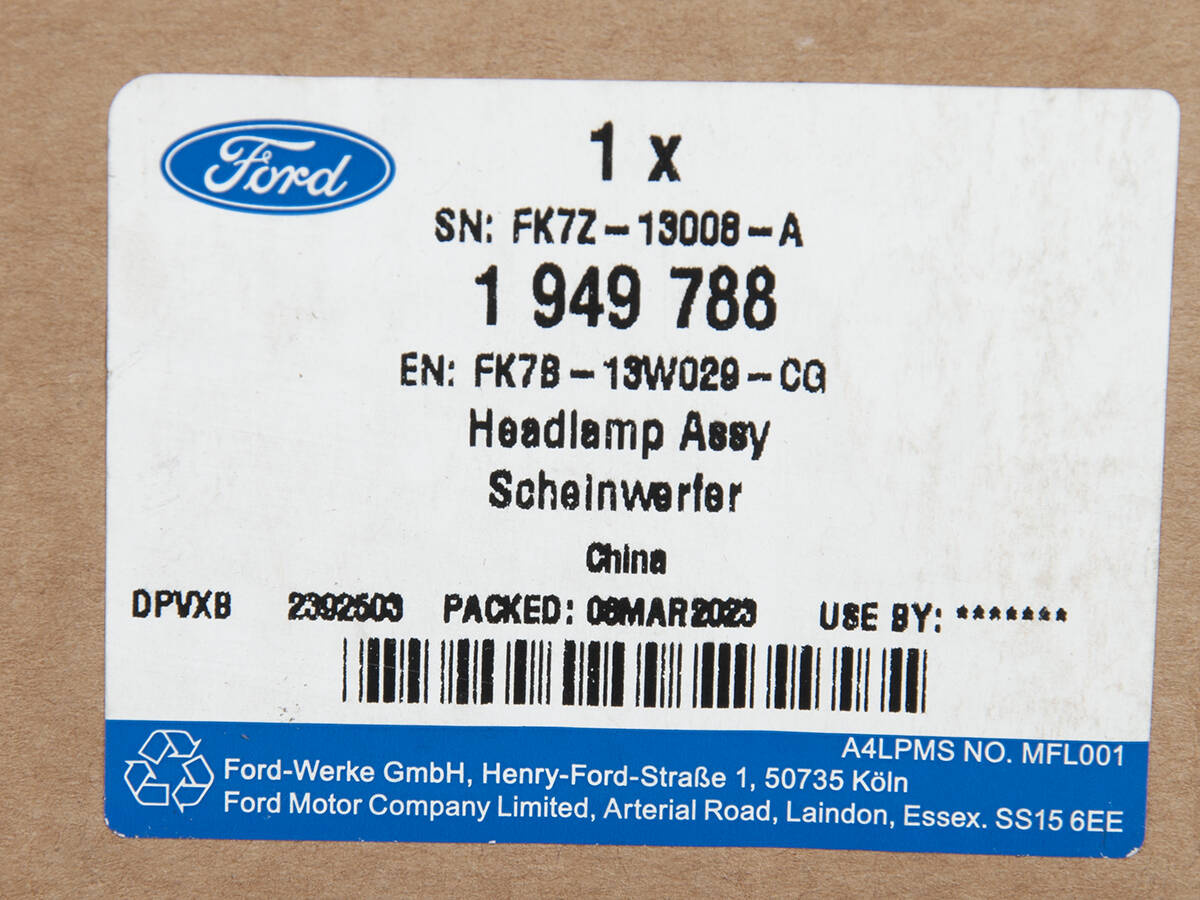 Ford
1 x
SN: FK7Z-13008-A
1 949 788
EN: FK7B-13W029-CG
Headlamp Assy
Scheinwerfer
China
DPVXB 2392503 PACKED: 08MAR2023 USE BY: *******
A4LPMS NO. MFL001
Ford-Werke GmbH, Henry-Ford-Straße 1, 50735 Köln
Ford Motor Company Limited, Arterial Road, Laindon, Essex. SS15 6EE